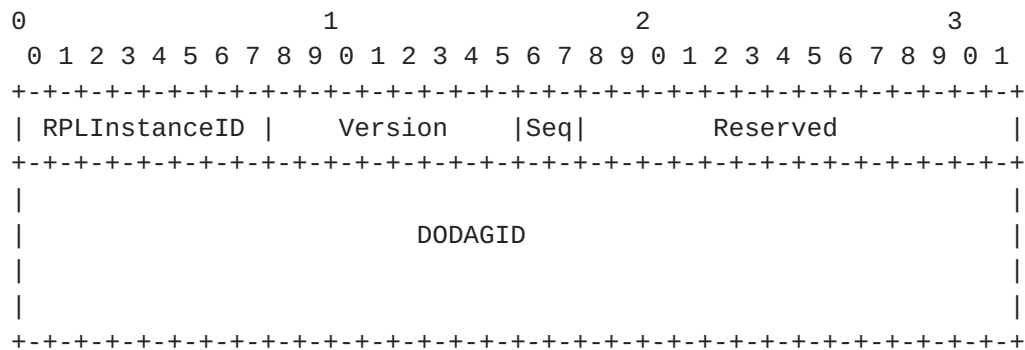 0                   1                   2                   3
 0 1 2 3 4 5 6 7 8 9 0 1 2 3 4 5 6 7 8 9 0 1 2 3 4 5 6 7 8 9 0 1
+-+-+-+-+-+-+-+-+-+-+-+-+-+-+-+-+-+-+-+-+-+-+-+-+-+-+-+-+-+-+-+-+
| RPLInstanceID |    Version    |Seq|        Reserved           |
+-+-+-+-+-+-+-+-+-+-+-+-+-+-+-+-+-+-+-+-+-+-+-+-+-+-+-+-+-+-+-+-+
|                                                               |
|                         DODAGID                               |
|                                                               |
|                                                               |
+-+-+-+-+-+-+-+-+-+-+-+-+-+-+-+-+-+-+-+-+-+-+-+-+-+-+-+-+-+-+-+-+